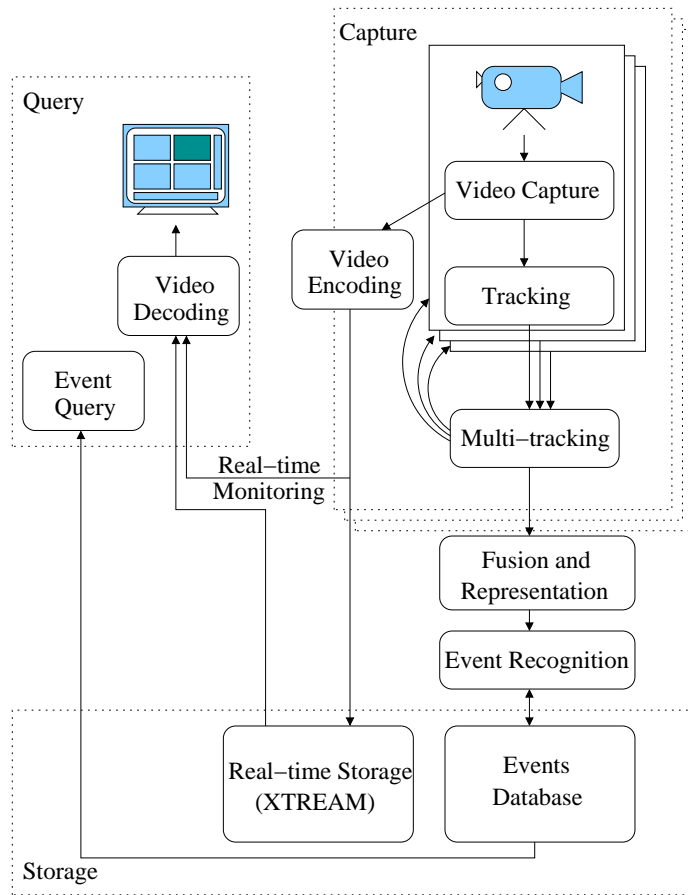 Capture
Query
Video Capture
Video
Encoding
Video
Decoding
Tracking
Event
Query
Multi−tracking
Real−time
Monitoring
Fusion and
Representation
Event Recognition
Real−time Storage
(XTREAM)
Events
Database
Storage